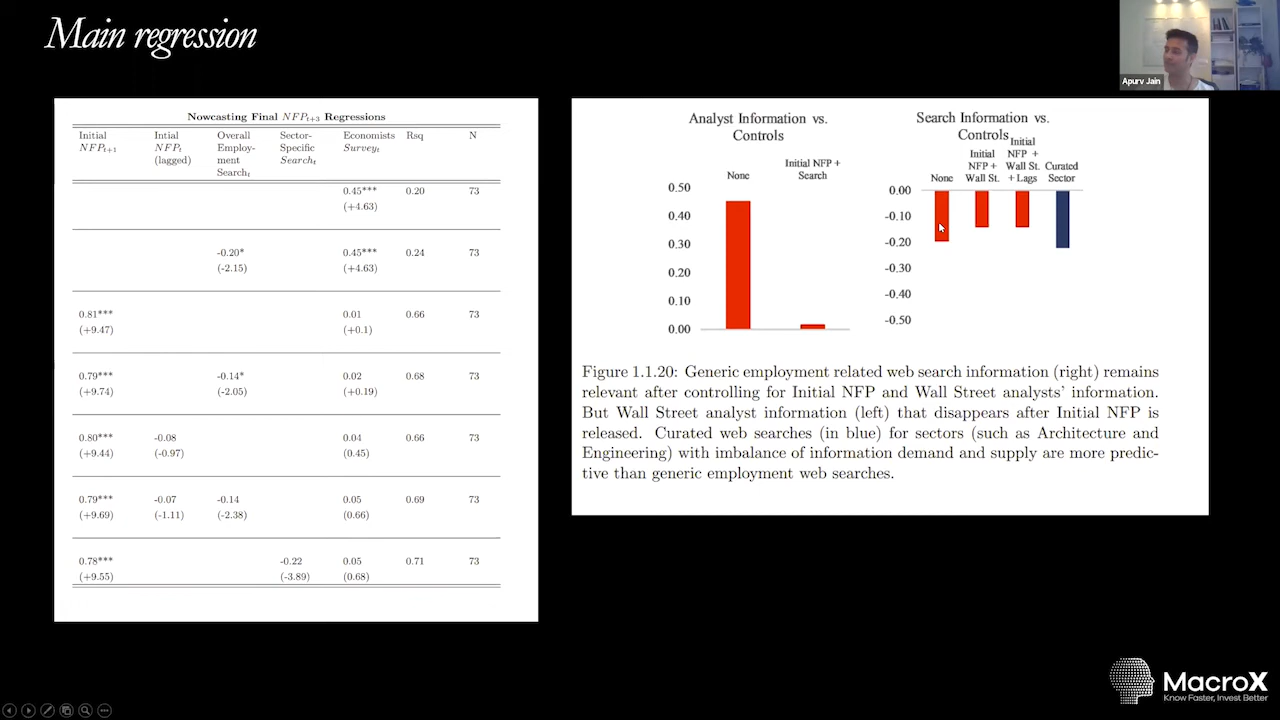 Main regression
Apurv Jain
Nowcasting Final NFP_{t+3} Regressions
Initial Intial Overall Sector- Economists Rsq N
NFP_{t+1} NFP_t Employ- Specific Survey_t
(lagged) ment Search_t
Search_t
0.45*** 0.20 73
(+4.63)
-0.20* 0.45*** 0.24 73
(-2.15) (+4.63)
0.81*** 0.01 0.66 73
(+9.47) (+0.1)
0.79*** -0.14* 0.02 0.68 73
(+9.74) (-2.05) (+0.19)
0.80*** -0.08 0.04 0.66 73
(+9.44) (-0.97) (0.45)
0.79*** -0.07 -0.14 0.05 0.69 73
(+9.69) (-1.11) (-2.38) (0.66)
0.78*** -0.22 0.05 0.71 73
(+9.55) (-3.89) (0.68)
Analyst Information vs.
Controls
None
Initial NFP +
Search
0.50
0.40
0.30
0.20
0.10
0.00
Search Information vs.
Controls
None
Initial
NFP +
Wall St.
Initial
NFP +
Wall St.
+ Lags
Curated
Sector
0.00
-0.10
-0.20
-0.30
-0.40
-0.50
Figure 1.1.20: Generic employment related web search information (right) remains
relevant after controlling for Initial NFP and Wall Street analysts' information.
But Wall Street analyst information (left) that disappears after Initial NFP is
released. Curated web searches (in blue) for sectors (such as Architecture and
Engineering) with imbalance of information demand and supply are more predic-
tive than generic employment web searches.
MacroX
Know Faster, Invest Better